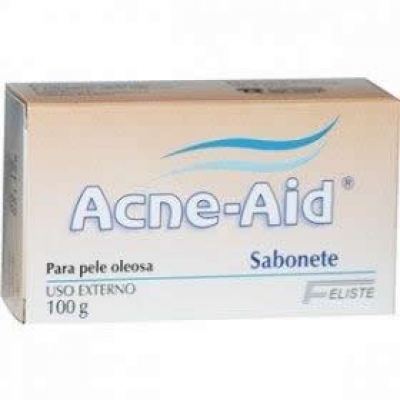 Acne-Aid®
Para pele oleosa
Sabonete
USO EXTERNO
100 g
FELISTE